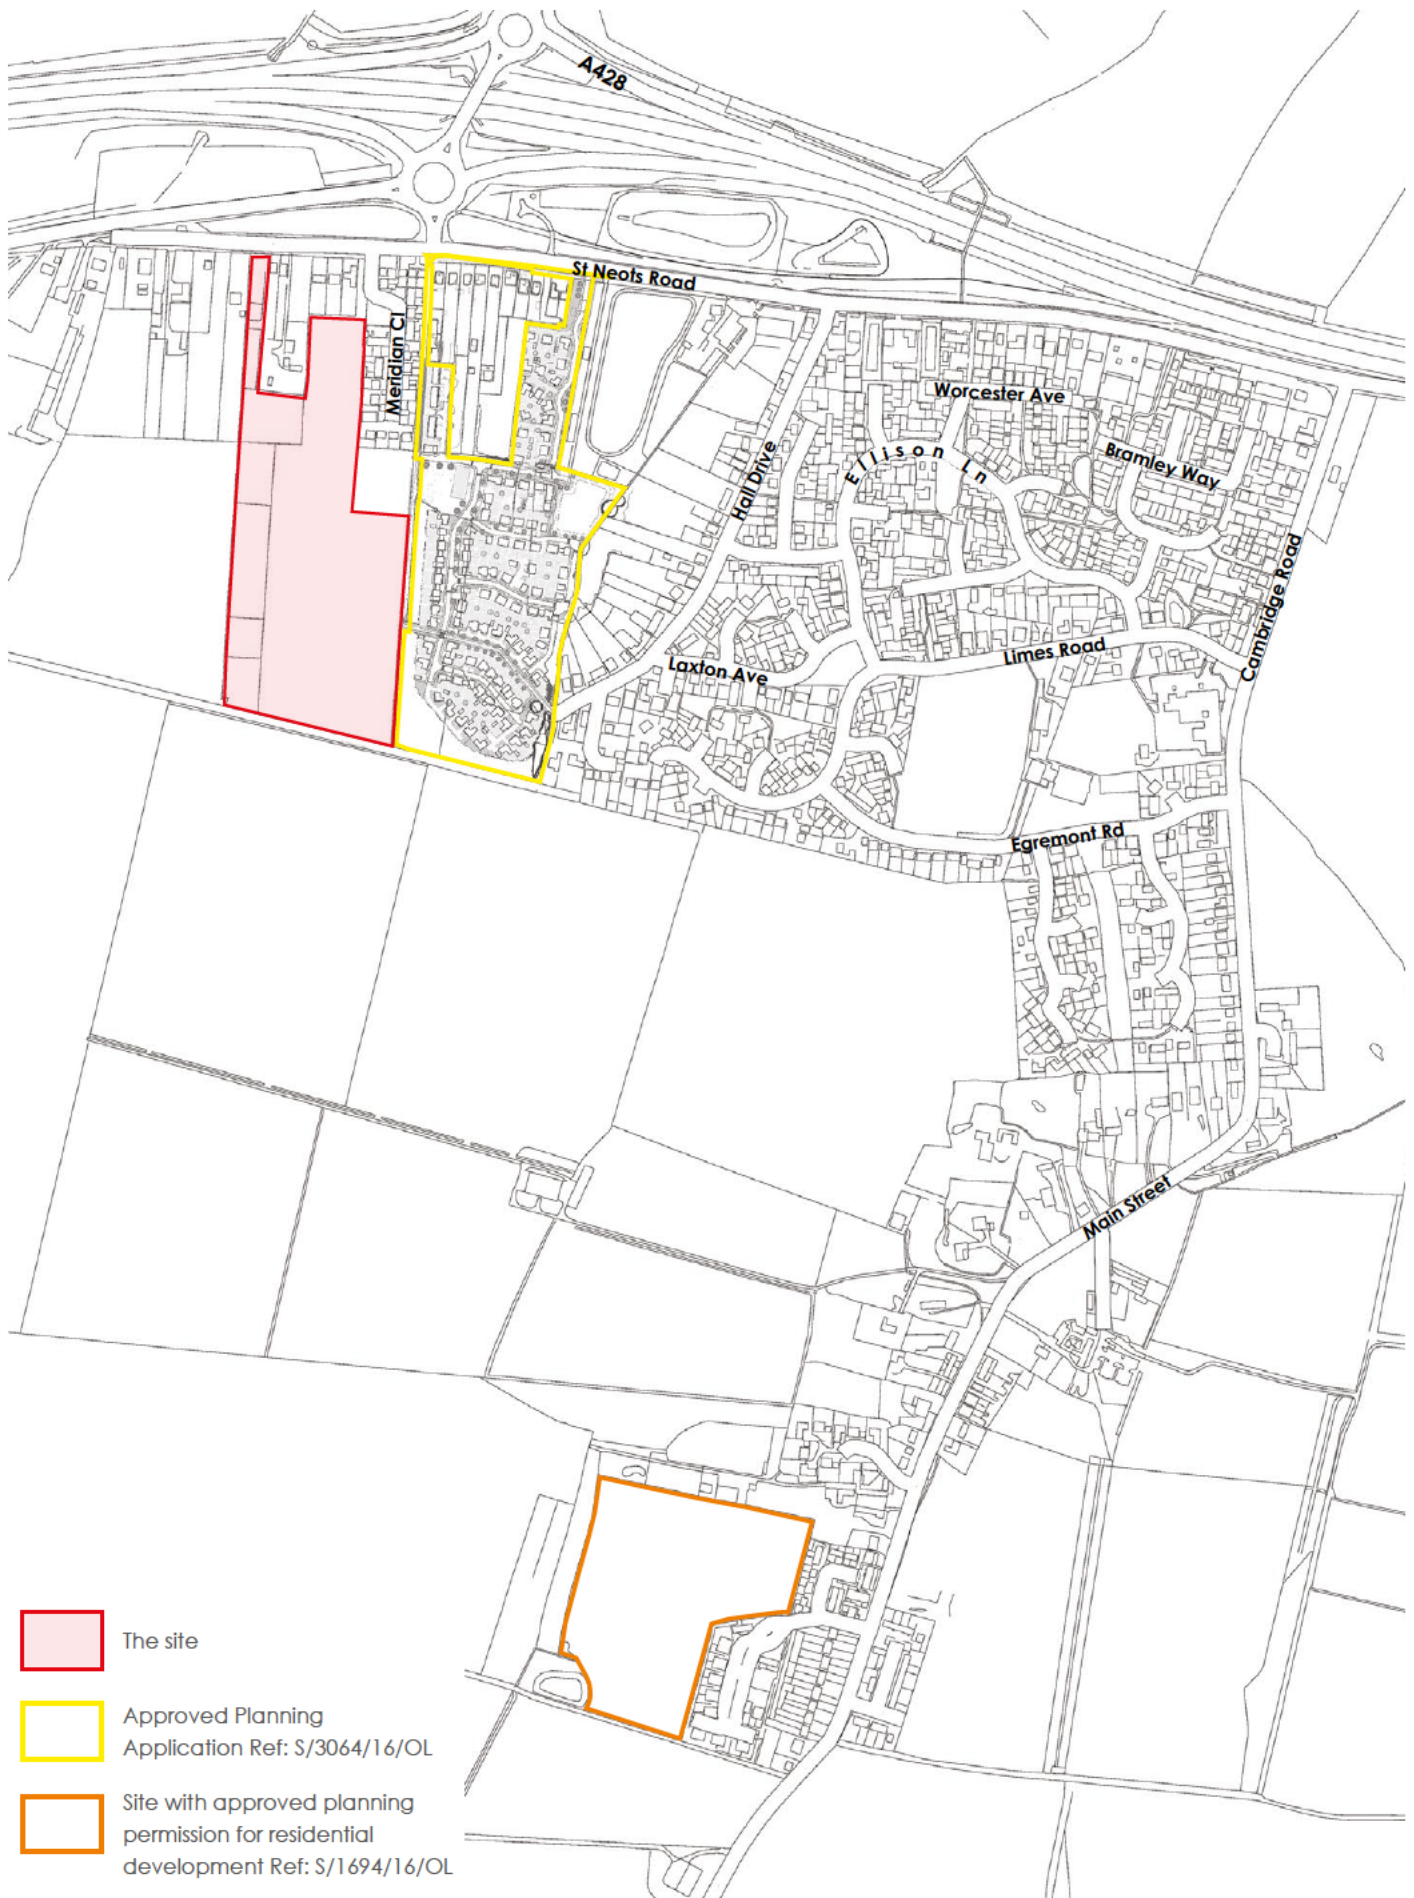 A428
St Neots Road
Meridian Cl
Worcester Ave
Ellison Ln
Bramley Way
Hall Drive
Cambridge Road
Limes Road
Laxton Ave
Egremont Rd
Main Street
The site
Approved Planning
Application Ref: S/3064/16/OL
Site with approved planning
permission for residential
development Ref: S/1694/16/OL